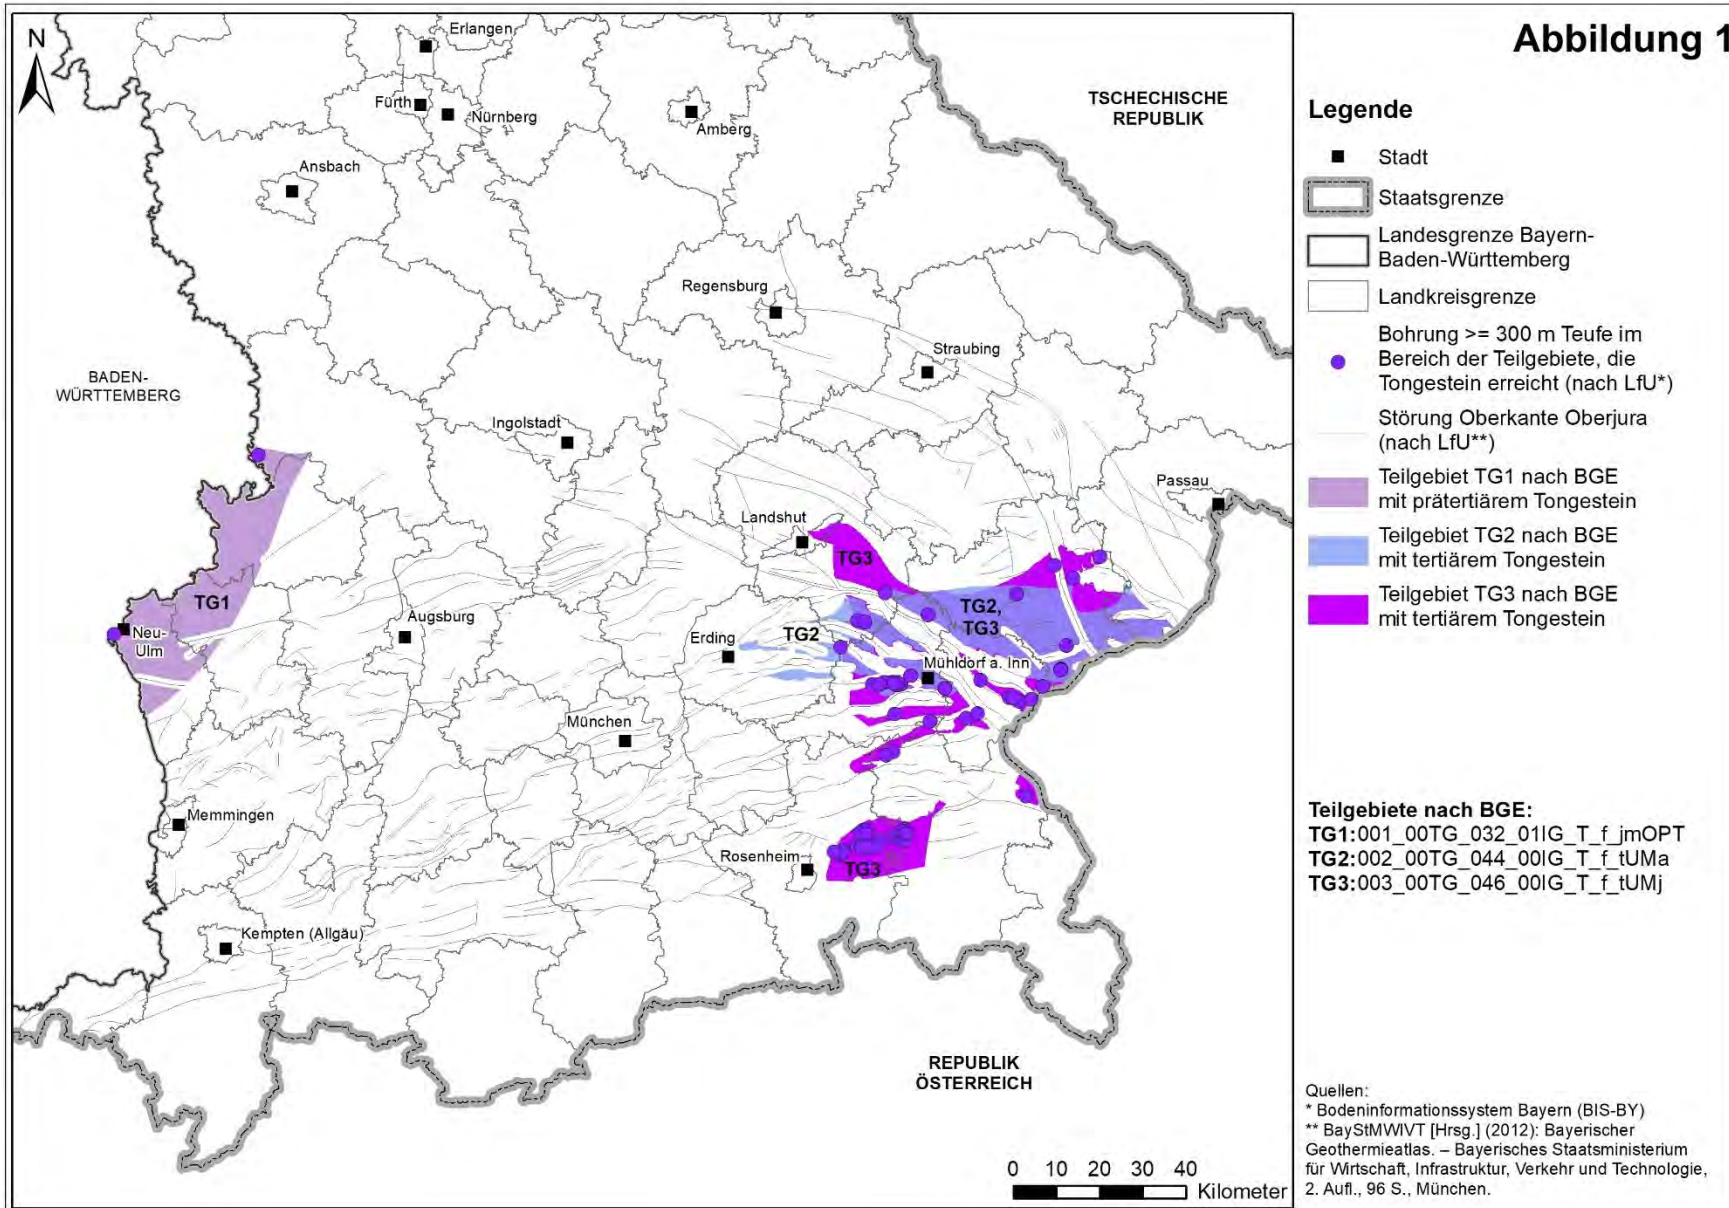 Abbildung 1
N
Erlangen
Fürth
Nürnberg
Amberg
Ansbach
TSCHECHISCHE
REPUBLIK
Regensburg
Straubing
BADEN-
WÜRTTEMBERG
Ingolstadt
Passau
Landshut
TG3
TG1
TG2,
TG3
Neu-
Ulm
Augsburg
Erding
TG2
Mühldorf a. Inn
München
Memmingen
Rosenheim
TG3
Kempten (Allgäu)
REPUBLIK
ÖSTERREICH
0 10 20 30 40
Kilometer
Legende
Stadt
Staatsgrenze
Landesgrenze Bayern-
Baden-Württemberg
Landkreisgrenze
Bohrung >= 300 m Teufe im
Bereich der Teilgebiete, die
Tongestein erreicht (nach LfU*)
Störung Oberkante Oberjura
(nach LfU**)
Teilgebiet TG1 nach BGE
mit prätertiärem Tongestein
Teilgebiet TG2 nach BGE
mit tertiärem Tongestein
Teilgebiet TG3 nach BGE
mit tertiärem Tongestein
Teilgebiete nach BGE:
TG1:001_00TG_032_01IG_T_f_jmOPT
TG2:002_00TG_044_00IG_T_f_tUMa
TG3:003_00TG_046_00IG_T_f_tUMj
Quellen:
* Bodeninformationssystem Bayern (BIS-BY)
** BayStMWIVT [Hrsg.] (2012): Bayerischer
Geothermieatlas. – Bayerisches Staatsministerium
für Wirtschaft, Infrastruktur, Verkehr und Technologie,
2. Aufl., 96 S., München.